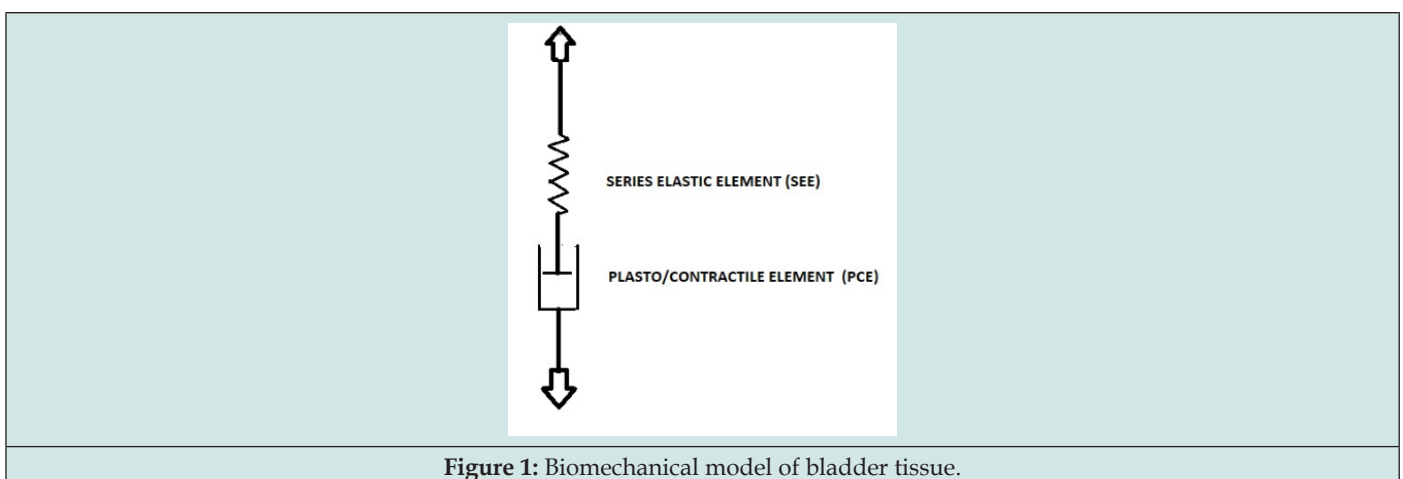 SERIES ELASTIC ELEMENT (SEE)
PLASTO/CONTRACTILE ELEMENT (PCE)
Figure 1: Biomechanical model of bladder tissue.